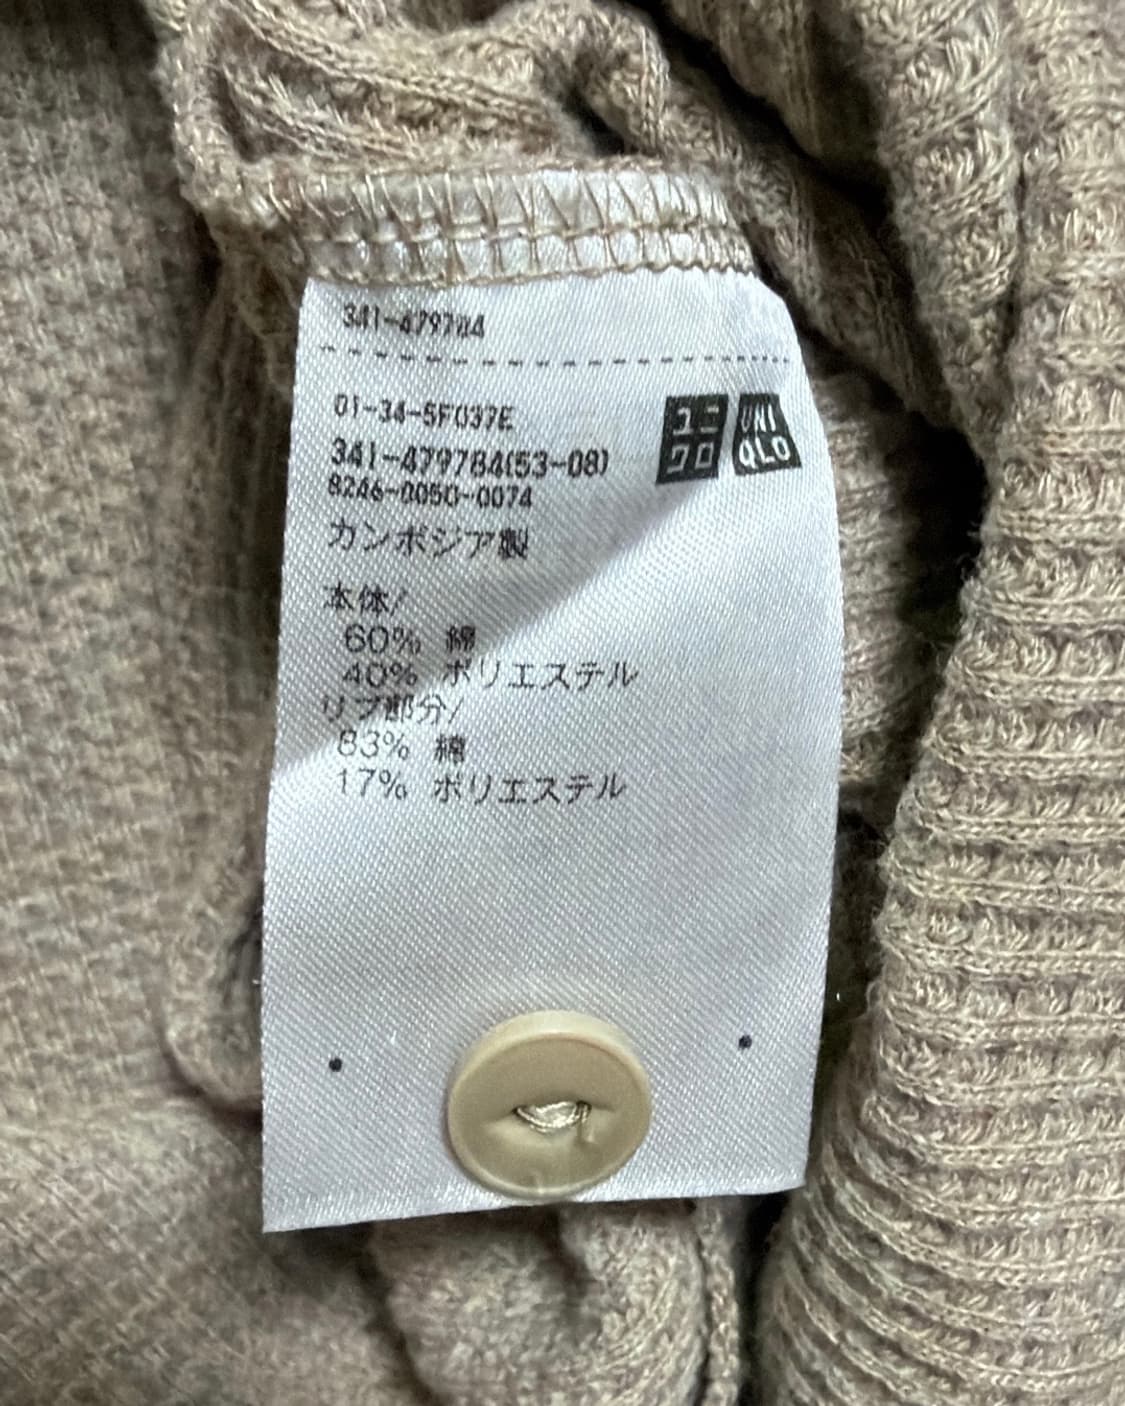 341-479784
01-34-5F037E
341-479784(53-08)
8246-0050-0074
ユニ
クロ
UNI
QLO
カンボジア製
本体/
60% 綿
40% ポリエステル
リブ部分/
83% 綿
17% ポリエステル